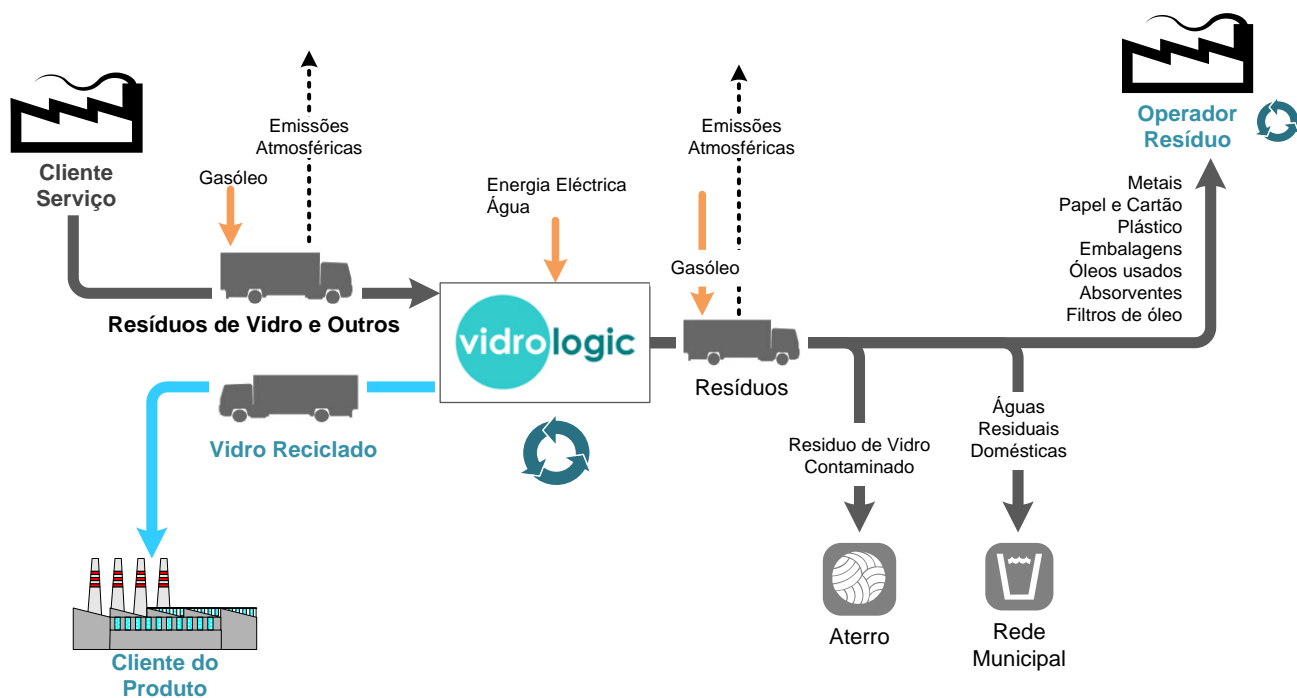 Cliente
Serviço
Gasóleo
Emissões
Atmosféricas
Resíduos de Vidro e Outros
Energia Eléctrica
Água
vidrologic
Vidro Reciclado
Cliente do
Produto
Emissões
Atmosféricas
Gasóleo
Resíduos
Residuo de Vidro
Contaminado
Aterro
Águas
Residuais
Domésticas
Rede
Municipal
Metais
Papel e Cartão
Plástico
Embalagens
Óleos usados
Absorventes
Filtros de óleo
Operador
Resíduo